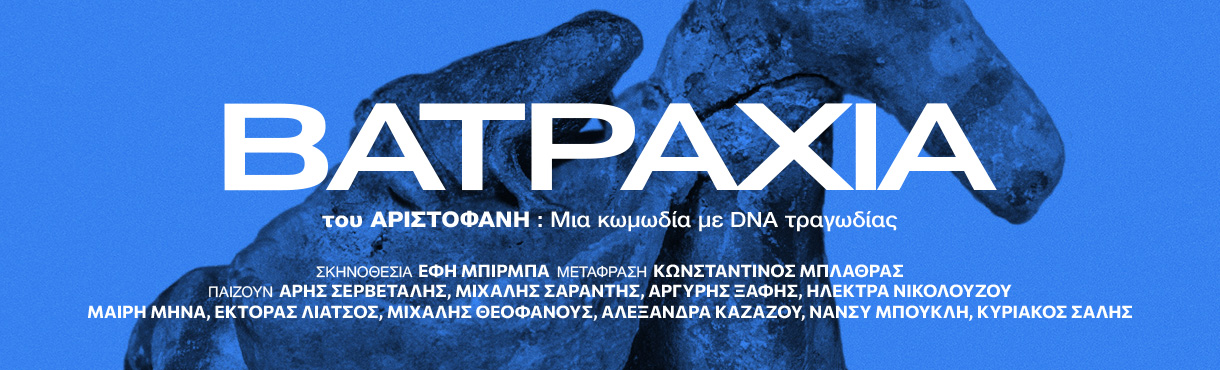 ΒΑΤΡΑΧΙΑ
του ΑΡΙΣΤΟΦΑΝΗ : Μια κωμωδία με DNA τραγωδίας
ΣΚΗΝΟΘΕΣΙΑ ΕΦΗ ΜΠΙΡΜΠΑ ΜΕΤΑΦΡΑΣΗ ΚΩΝΣΤΑΝΤΙΝΟΣ ΜΠΛΑΘΡΑΣ
ΠΑΙΖΟΥΝ ΑΡΗΣ ΣΕΡΒΕΤΑΛΗΣ, ΜΙΧΑΛΗΣ ΣΑΡΑΝΤΗΣ, ΑΡΓΥΡΗΣ ΞΑΦΗΣ, ΗΛΕΚΤΡΑ ΝΙΚΟΛΟΥΖΟΥ
ΜΑΙΡΗ ΜΗΝΑ, ΕΚΤΟΡΑΣ ΛΙΑΤΣΟΣ, ΜΙΧΑΛΗΣ ΘΕΟΦΑΝΟΥΣ, ΑΛΕΞΑΝΔΡΑ ΚΑΖΑΖΟΥ, ΝΑΝΣΥ ΜΠΟΥΚΛΗ, ΚΥΡΙΑΚΟΣ ΣΑΛΗΣ